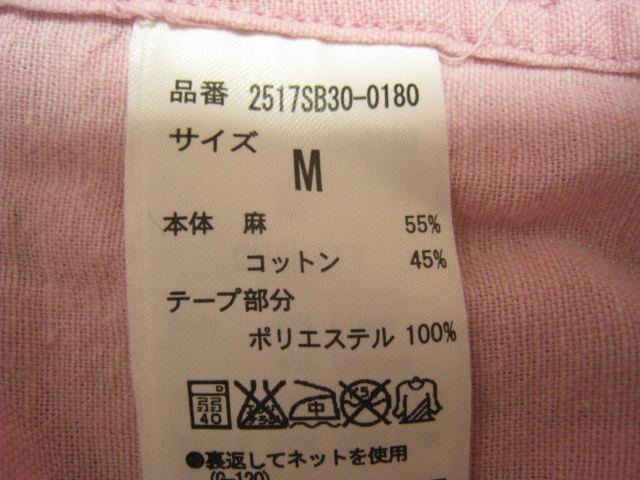 品番 2517SB30-0180
サイズ
M
本体 麻 55%
コットン 45%
テープ部分
ポリエステル 100%
弱 40 中
●裏返してネットを使用